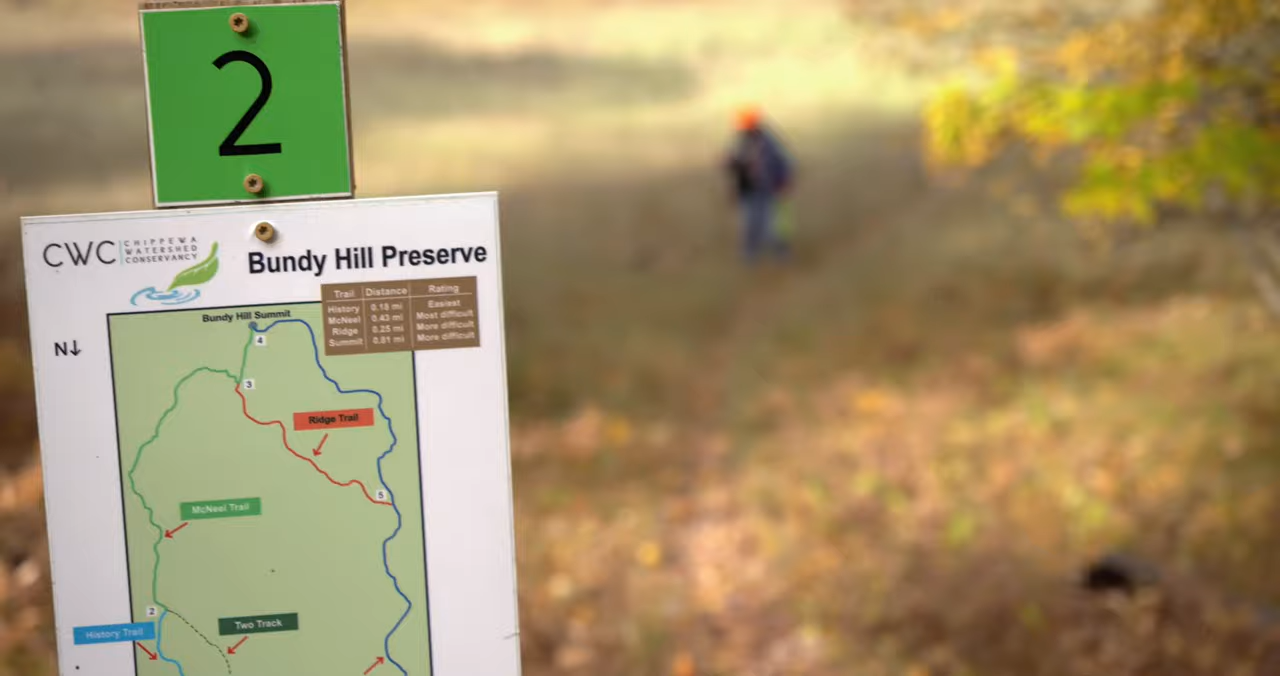 2
CWC
CHIPPEWA
WATERSHED
CONSERVANCY
Bundy Hill Preserve
Trail Distance Rating
History 0.18 mi Easiest
McNeel 0.43 mi Most difficult
Ridge 0.25 mi More difficult
Summit 0.81 mi More difficult
Bundy Hill Summit
N↓
4
3
Ridge Trail
5
McNeel Trail
2
History Trail
Two Track